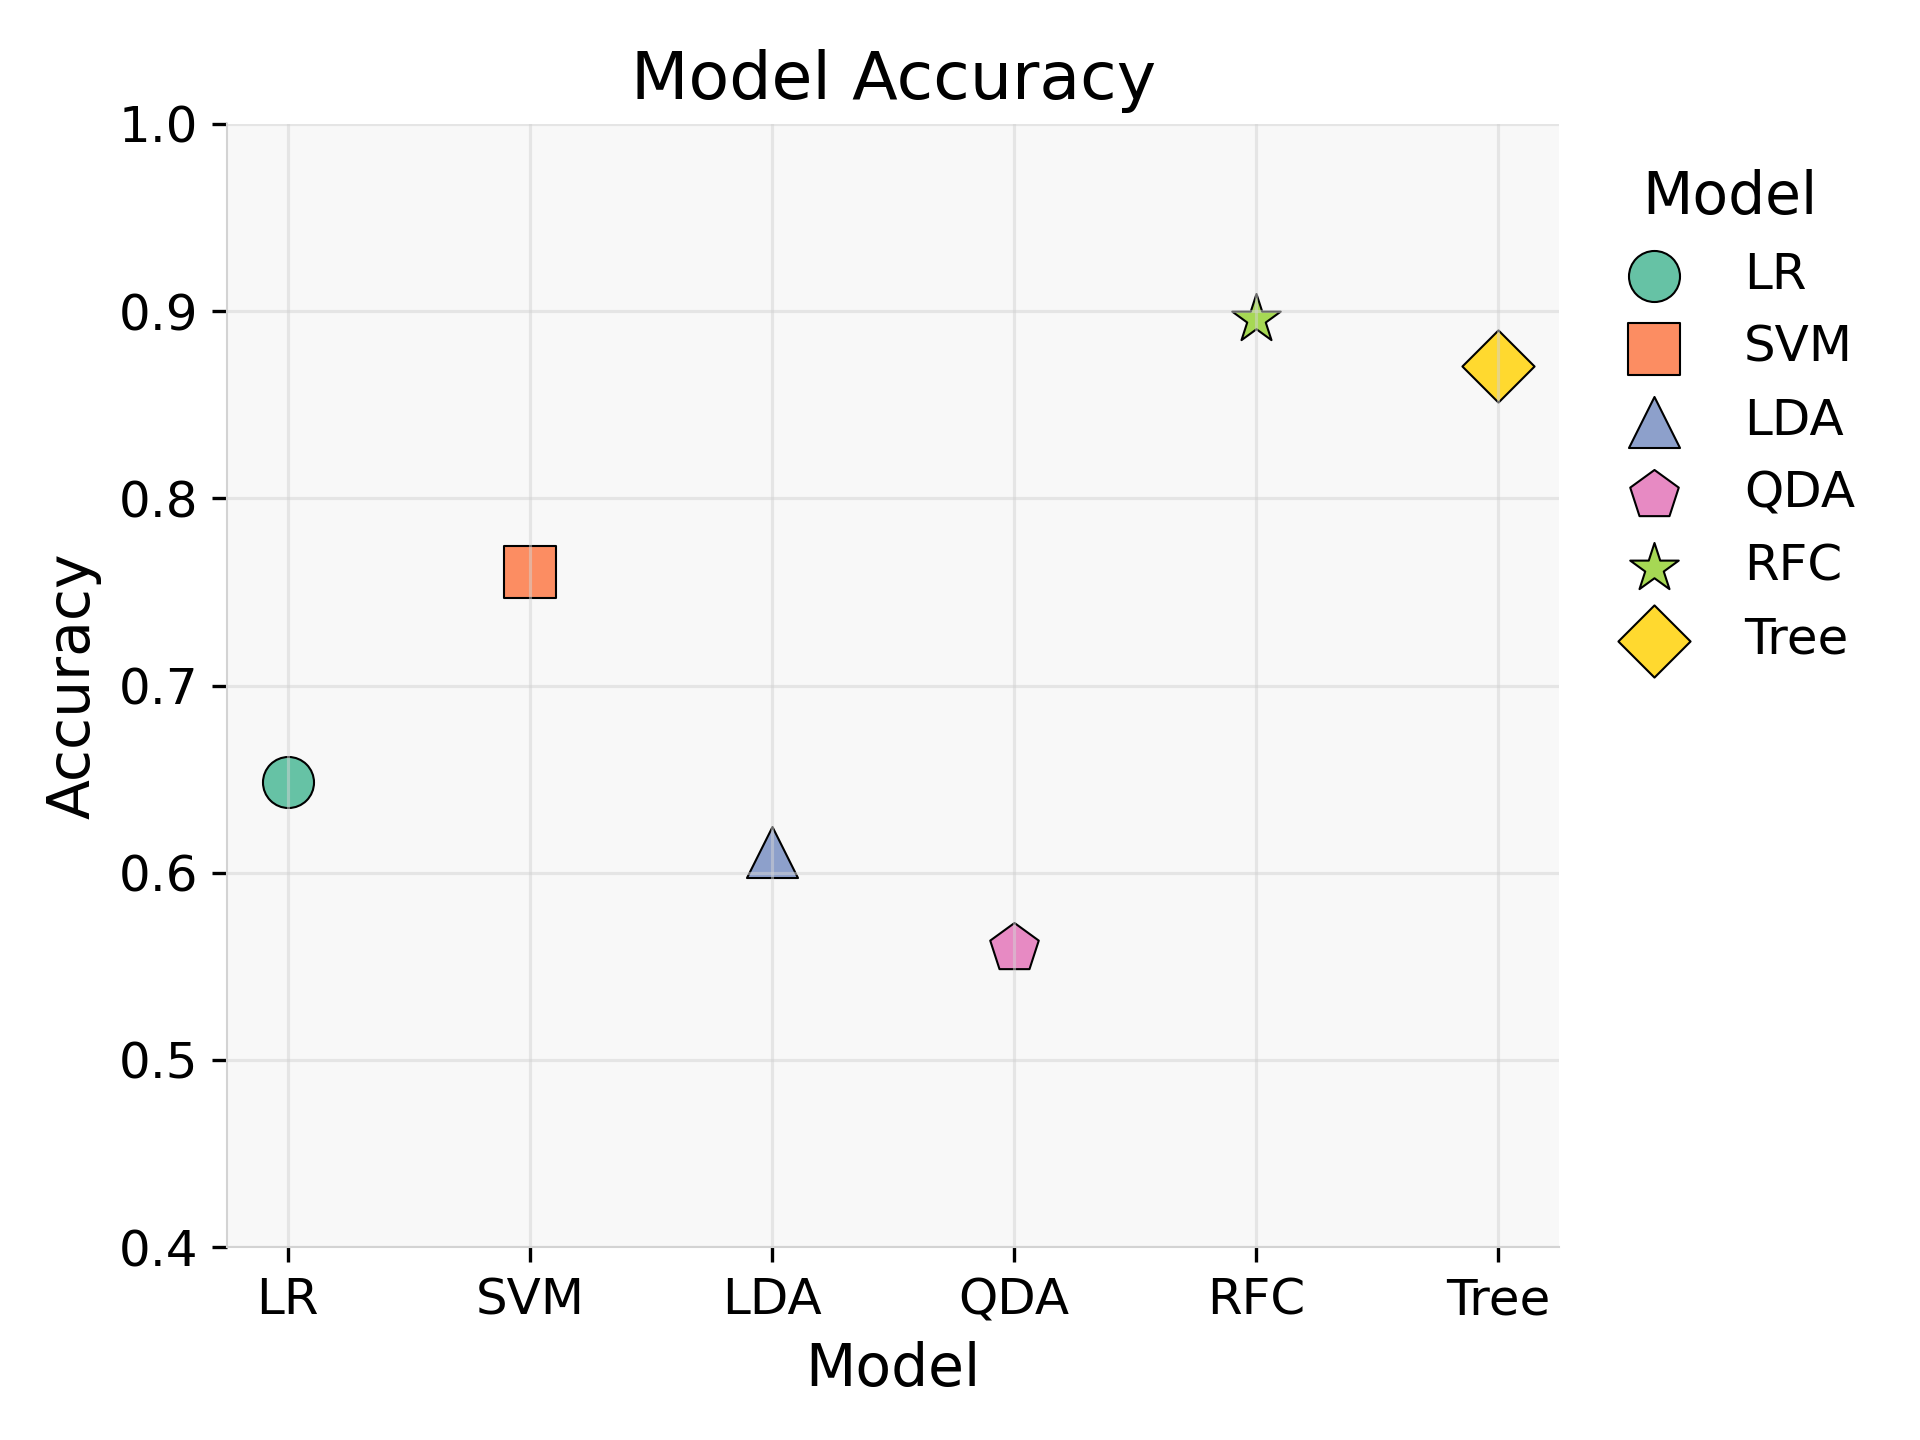 Model Accuracy
1.0
0.9
0.8
0.7
0.6
0.5
0.4
Accuracy
LR SVM LDA QDA RFC Tree
Model
Model
LR
SVM
LDA
QDA
RFC
Tree